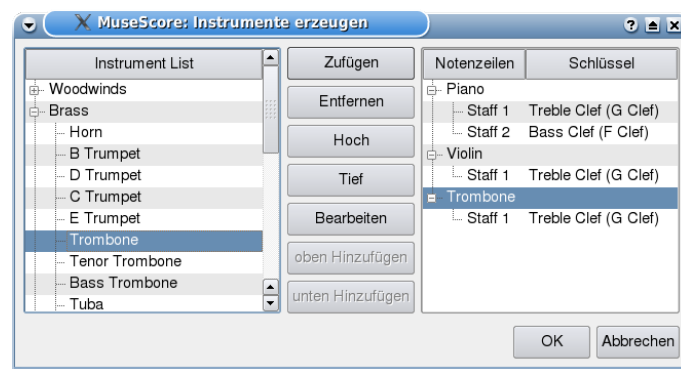 MuseScore: Instrumente erzeugen
Instrument List
Woodwinds
Brass
Horn
B Trumpet
D Trumpet
C Trumpet
E Trumpet
Trombone
Tenor Trombone
Bass Trombone
Tuba
Zufügen
Entfernen
Hoch
Tief
Bearbeiten
oben Hinzufügen
unten Hinzufügen
Notenzeilen Schlüssel
Piano
Staff 1 Treble Clef (G Clef)
Staff 2 Bass Clef (F Clef)
Violin
Staff 1 Treble Clef (G Clef)
Trombone
Staff 1 Treble Clef (G Clef)
OK Abbrechen